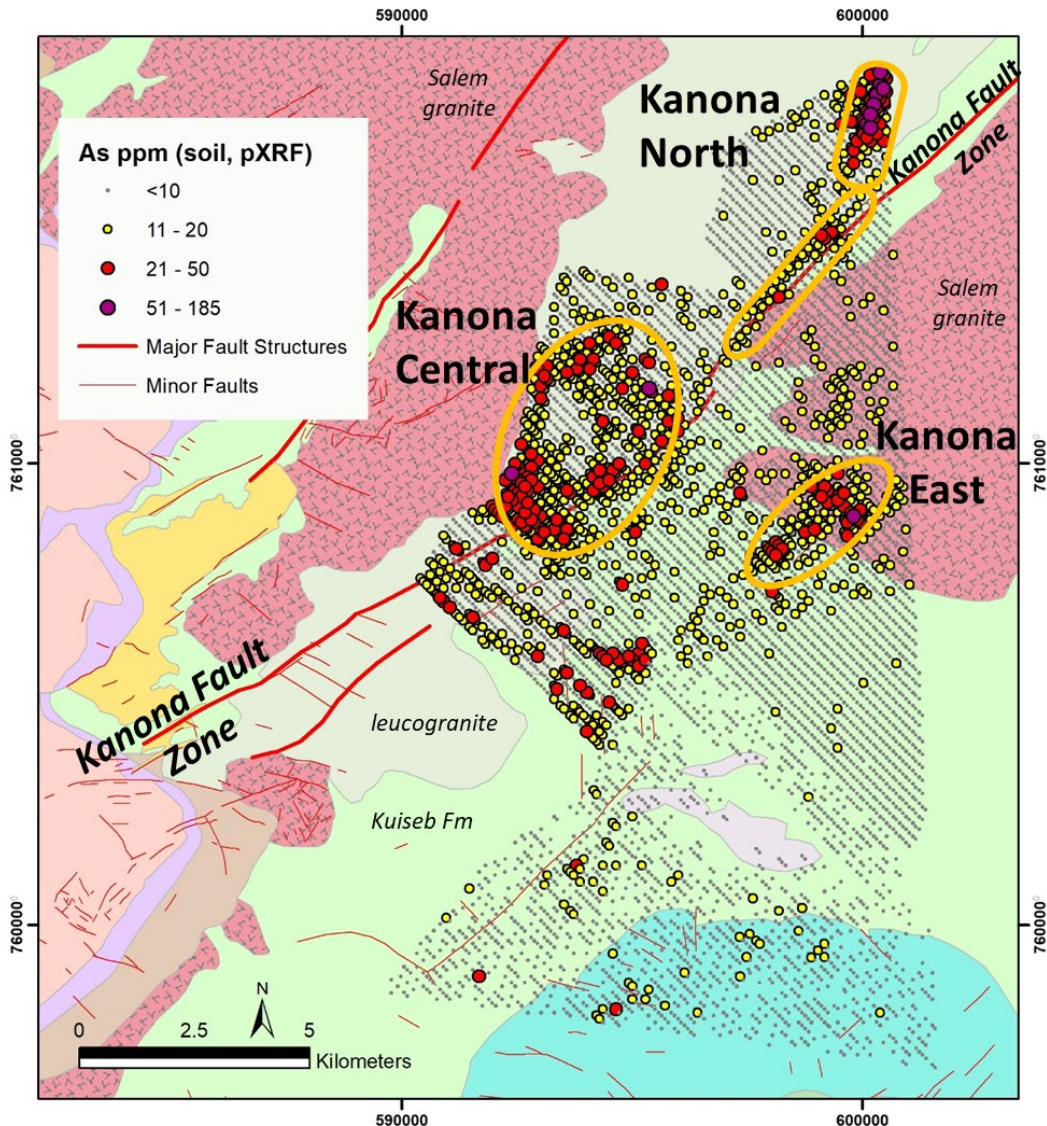 590000
600000
Salem
granite
Kanona
North
Kanona Fault
Zone
As ppm (soil, pXRF)
<10
11 - 20
21 - 50
51 - 185
Major Fault Structures
Minor Faults
Salem
granite
Kanona
Central
Kanona
East
761000°
761000°
Kanona Fault
Zone
leucogranite
Kuiseb Fm
760000°
760000°
N
0
2.5
5
Kilometers
590000
600000